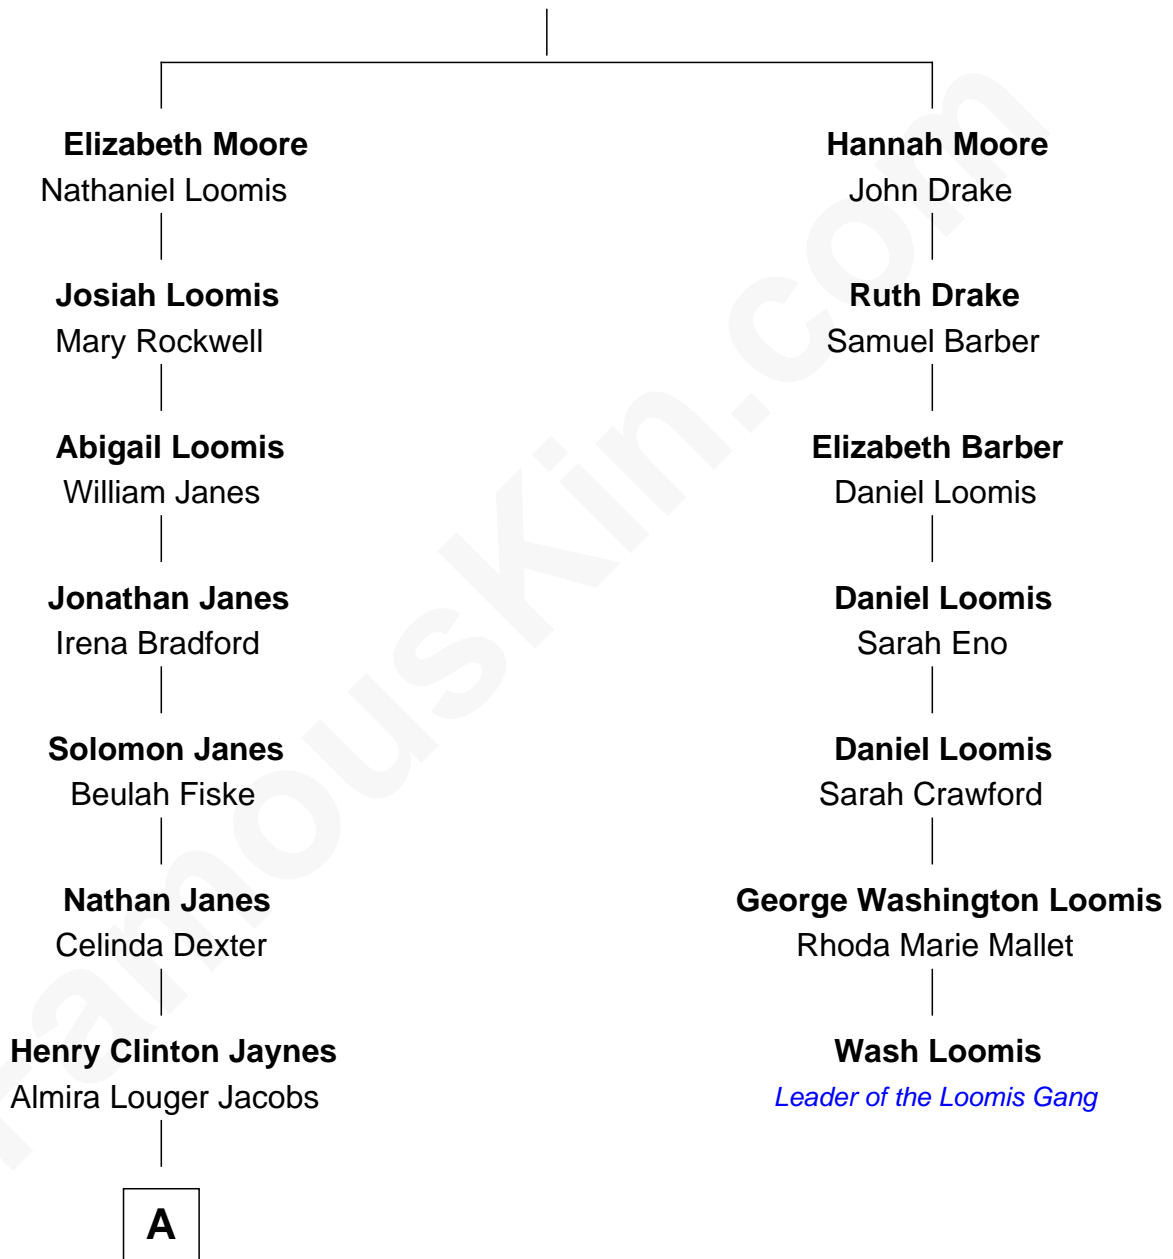 Elizabeth Moore
Nathaniel Loomis
Hannah Moore
John Drake
Josiah Loomis
Mary Rockwell
Ruth Drake
Samuel Barber
Abigail Loomis
William Janes
Elizabeth Barber
Daniel Loomis
Jonathan Janes
Irena Bradford
Daniel Loomis
Sarah Eno
Solomon Janes
Beulah Fiske
Daniel Loomis
Sarah Crawford
Nathan Janes
Celinda Dexter
George Washington Loomis
Rhoda Marie Mallet
Henry Clinton Jaynes
Almira Louger Jacobs
Wash Loomis
Leader of the Loomis Gang
A
FamousKin.com